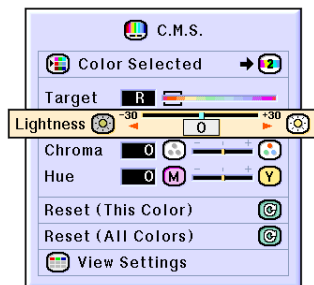 C.M.S.
Color Selected 2
Target R
Lightness -30 0 +30
Chroma 0 - +
Hue 0 M - + Y
Reset (This Color)
Reset (All Colors)
View Settings